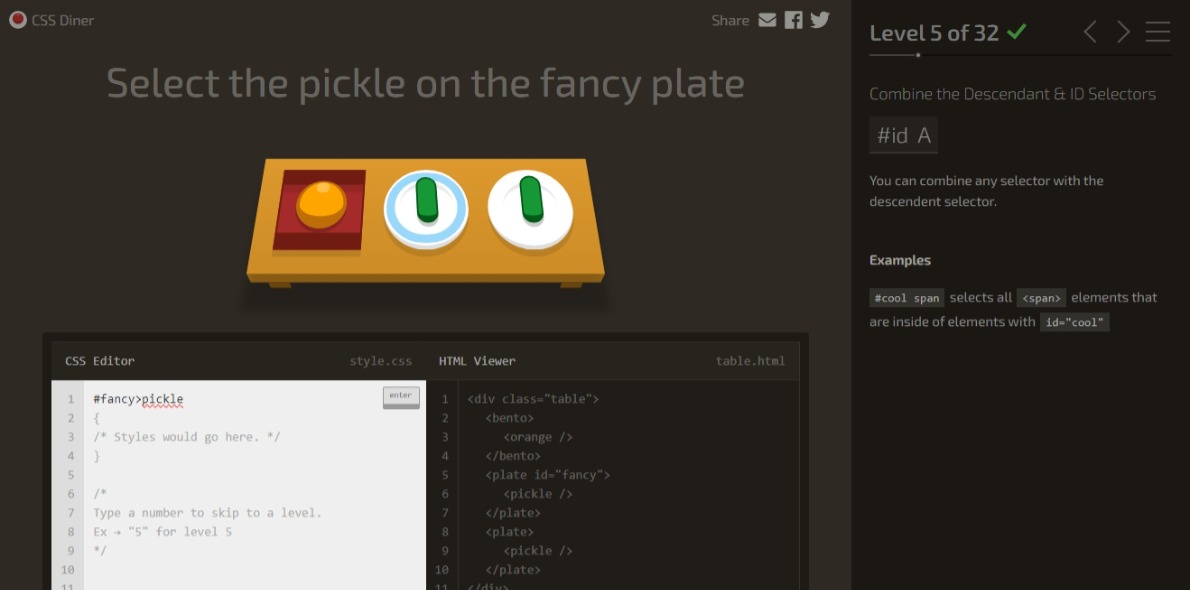 CSS Diner
Share
Select the pickle on the fancy plate
CSS Editor
style.css
1 #fancy>pickle
enter
2 {
3 /* Styles would go here. */
4 }
5
6 /*
7 Type a number to skip to a level.
8 Ex → "5" for level 5
9 */
10
11
HTML Viewer
table.html
1 <div class="table">
2 <bento>
3 <orange />
4 </bento>
5 <plate id="fancy">
6 <pickle />
7 </plate>
8 <plate>
9 <pickle />
10 </plate>
11 </div>
Level 5 of 32
Combine the Descendant & ID Selectors
#id A
You can combine any selector with the
descendent selector.
Examples
#cool span selects all <span> elements that
are inside of elements with id="cool"